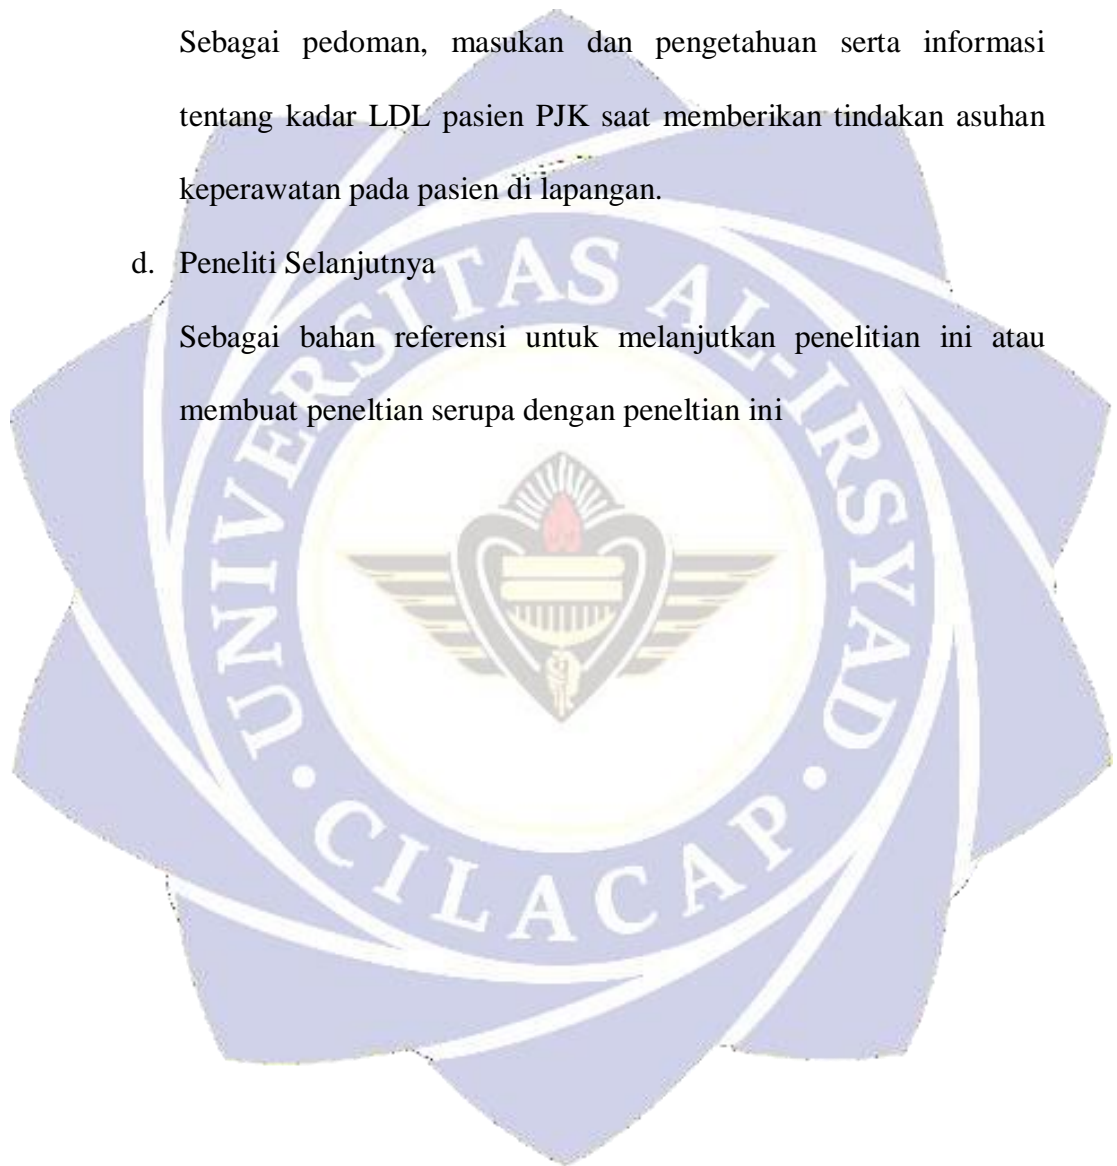 Sebagai pedoman, masukan dan pengetahuan serta informasi
tentang kadar LDL pasien PJK saat memberikan tindakan asuhan
keperawatan pada pasien di lapangan.
d. Peneliti Selanjutnya
Sebagai bahan referensi untuk melanjutkan penelitian ini atau
membuat peneltian serupa dengan peneltian ini
UNIVERSITAS AL-IRSYAD
• CILACAP •